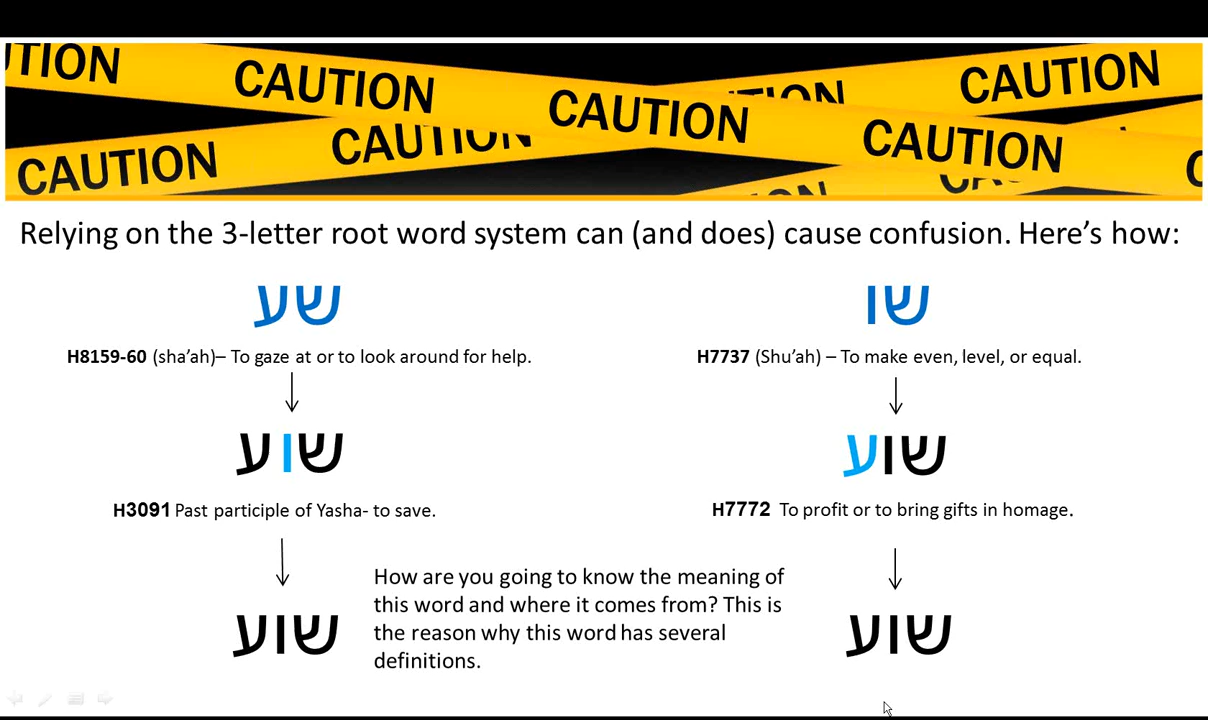 TION
CAUTION
CAUTION
CAUTION
CAUTION
CAUTION
CAUTION
Relying on the 3-letter root word system can (and does) cause confusion. Here’s how:
שע
שו
H8159-60 (sha’ah)– To gaze at or to look around for help.
H7737 (Shu’ah) – To make even, level, or equal.
שוע
שוע
H3091 Past participle of Yasha- to save.
H7772 To profit or to bring gifts in homage.
How are you going to know the meaning of
this word and where it comes from? This is
the reason why this word has several
definitions.
שוע
שוע